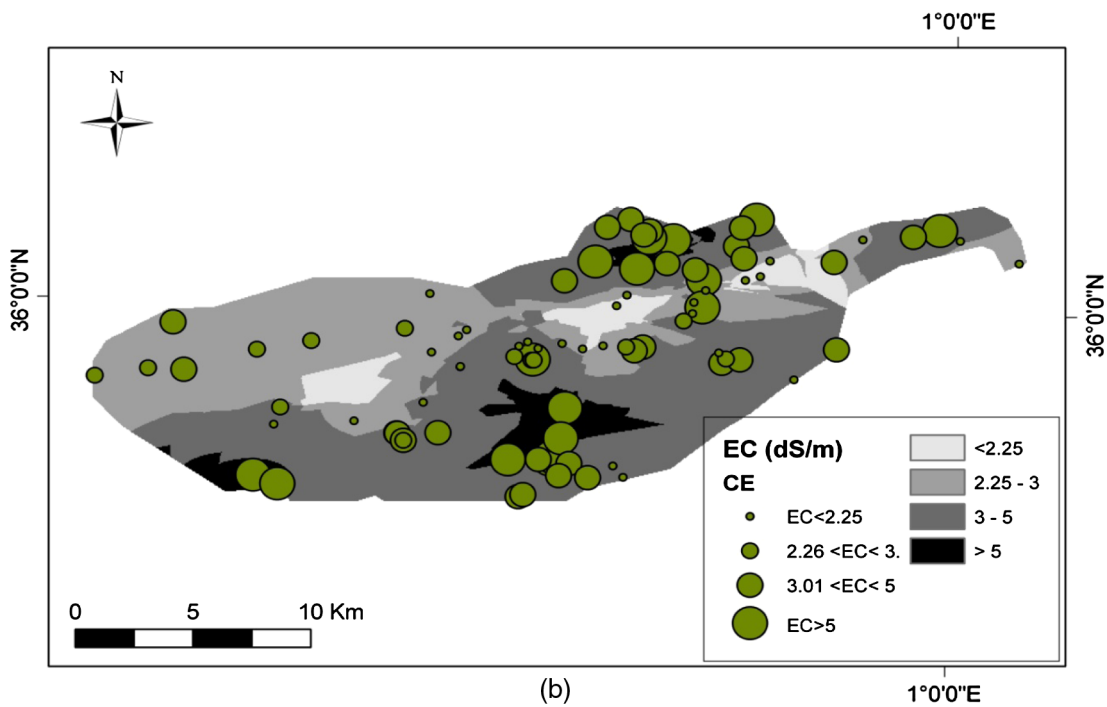 1°0'0"E
N
36°0'0"N
36°0'0"N
EC (dS/m)
CE
EC<2.25
2.26 <EC< 3.
3.01 <EC< 5
EC>5
<2.25
2.25 - 3
3 - 5
> 5
0 5 10 Km
1°0'0"E
(b)